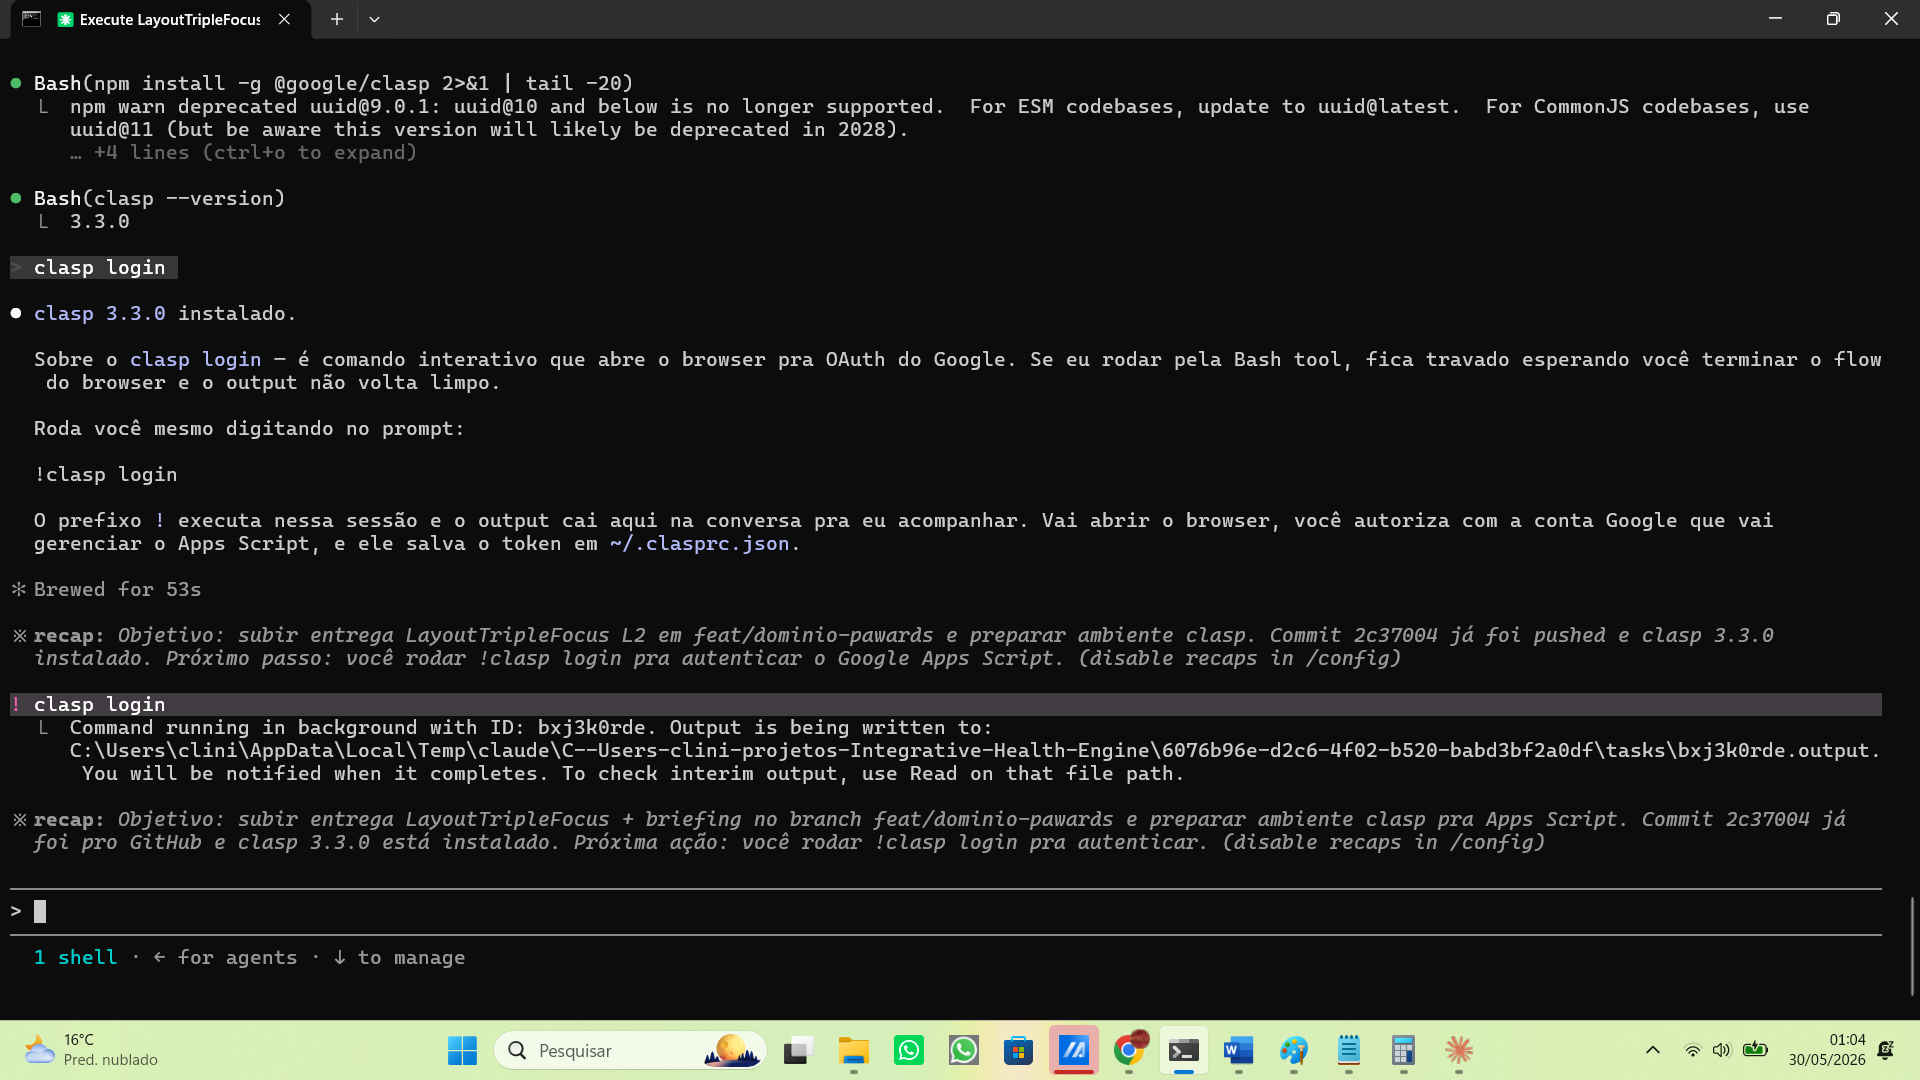 Execute LayoutTripleFocus
● Bash(npm install -g @google/clasp 2>&1 | tail -20)
└ npm warn deprecated uuid@9.0.1: uuid@10 and below is no longer supported.  For ESM codebases, update to uuid@latest.  For CommonJS codebases, use
uuid@11 (but be aware this version will likely be deprecated in 2028).
… +4 lines (ctrl+o to expand)
● Bash(clasp --version)
└ 3.3.0
> clasp login
● clasp 3.3.0 instalado.
Sobre o clasp login — é comando interativo que abre o browser pra OAuth do Google. Se eu rodar pela Bash tool, fica travado esperando você terminar o flow
do browser e o output não volta limpo.
Roda você mesmo digitando no prompt:
!clasp login
O prefixo ! executa nessa sessão e o output cai aqui na conversa pra eu acompanhar. Vai abrir o browser, você autoriza com a conta Google que vai
gerenciar o Apps Script, e ele salva o token em ~/.clasprc.json.
✻ Brewed for 53s
※ recap: Objetivo: subir entrega LayoutTripleFocus L2 em feat/dominio-pawards e preparar ambiente clasp. Commit 2c37004 já foi pushed e clasp 3.3.0
instalado. Próximo passo: você rodar !clasp login pra autenticar o Google Apps Script. (disable recaps in /config)
! clasp login
└ Command running in background with ID: bxj3k0rde. Output is being written to:
C:\Users\clini\AppData\Local\Temp\claude\C--Users-clini-projetos-Integrative-Health-Engine\6076b96e-d2c6-4f02-b520-babd3bf2a0df\tasks\bxj3k0rde.output.
You will be notified when it completes. To check interim output, use Read on that file path.
※ recap: Objetivo: subir entrega LayoutTripleFocus + briefing no branch feat/dominio-pawards e preparar ambiente clasp pra Apps Script. Commit 2c37004 já
foi pro GitHub e clasp 3.3.0 está instalado. Próxima ação: você rodar !clasp login pra autenticar. (disable recaps in /config)
>
1 shell · ← for agents · ↓ to manage
16°C
Pred. nublado
Pesquisar
01:04
30/05/2026